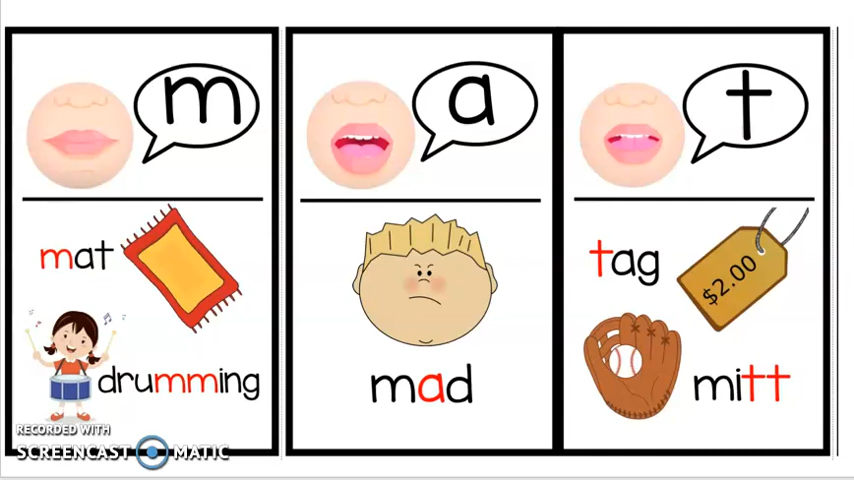 m
mat
drumming
a
mad
t
tag
$2.00
mitt
RECORDED WITH
SCREENCAST MATIC